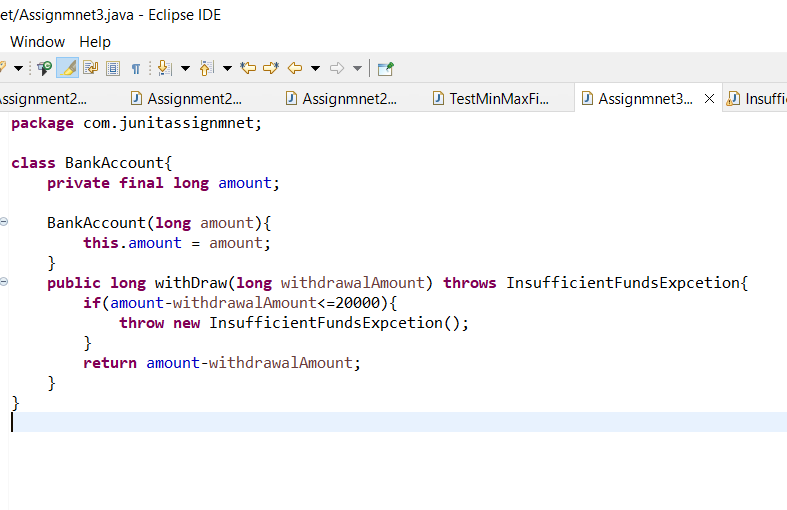 et/Assignmnet3.java - Eclipse IDE
Window Help
ssignment2... Assignment2... Assignmnet2... TestMinMaxFi... Assignmnet3... Insuffi
package com.junitassignmnet;
class BankAccount{
private final long amount;
BankAccount(long amount){
this.amount = amount;
}
public long withDraw(long withdrawalAmount) throws InsufficientFundsExpcetion{
if(amount-withdrawalAmount<=20000){
throw new InsufficientFundsExpcetion();
}
return amount-withdrawalAmount;
}
}